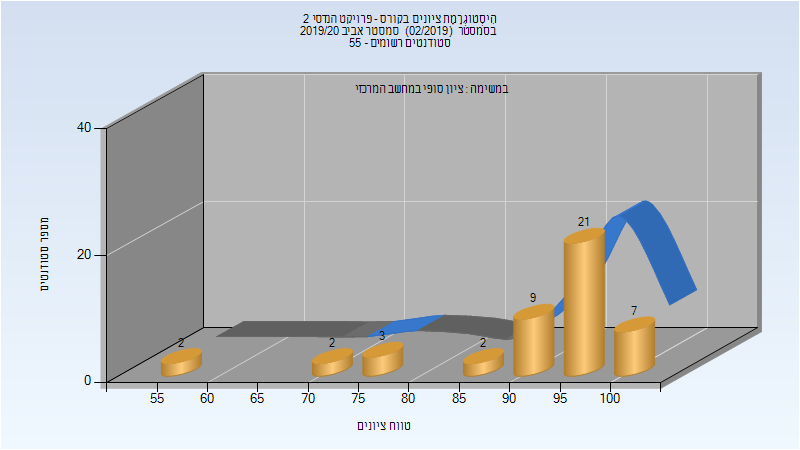 היסטוגרמת ציונים בקורס - פרויקט הנדסי 2
בסמסטר (02/2019) סמסטר אביב 2019/20
סטודנטים רשומים - 55
במשימה : ציון סופי במחשב המרכזי
מספר סטודנטים
40
20
0
2
2
3
2
9
21
7
55 60 65 70 75 80 85 90 95 100
טווח ציונים